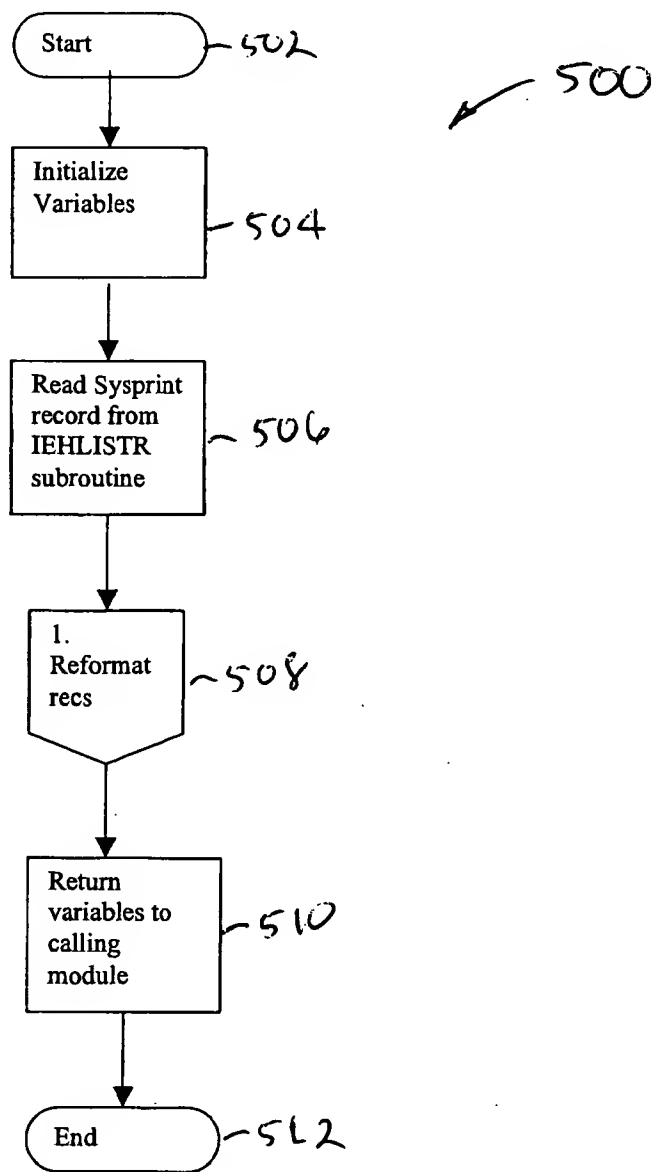 Start
502
500
Initialize
Variables
504
Read Sysprint
record from
IEHLISTR
subroutine
506
1.
Reformat
recs
508
Return
variables to
calling
module
510
End
512